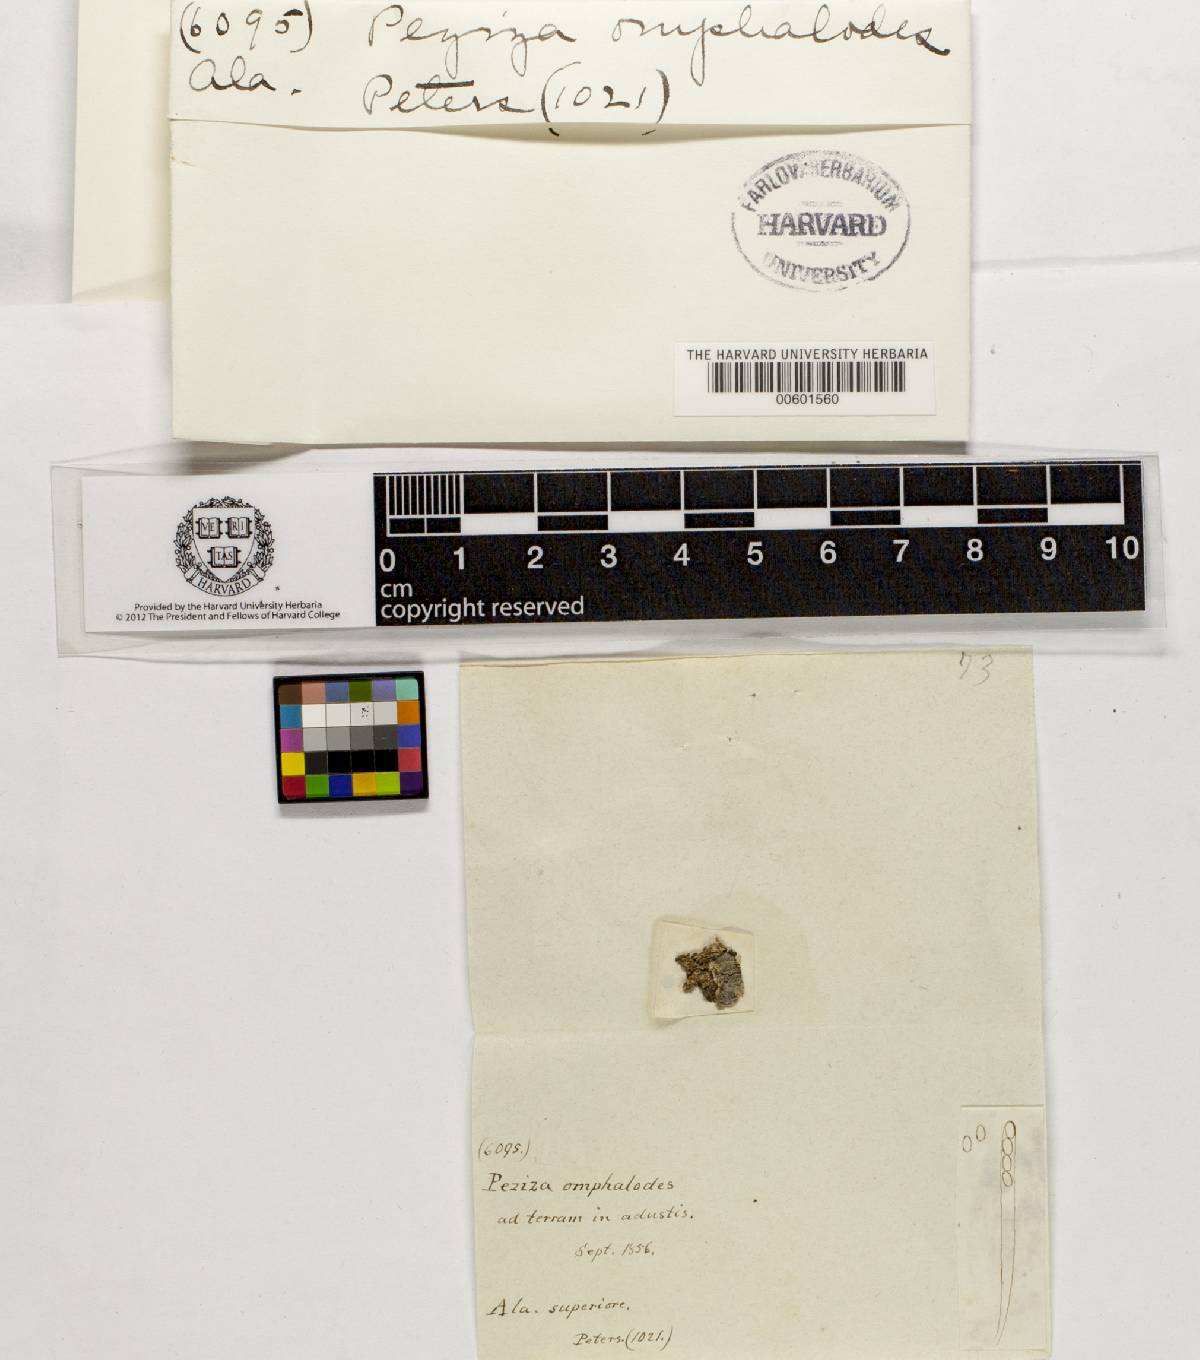 (6095) Peziza omphalodes
Ala. Peters (1021)
FARLOW HERBARIUM
HARVARD
UNIVERSITY
THE HARVARD UNIVERSITY HERBARIA
00601560
VE RI
TAS
HARVARD
Provided by the Harvard University Herbaria
© 2012 The President and Fellows of Harvard College
0 1 2 3 4 5 6 7 8 9 10
cm
copyright reserved
73
(6095.)
Peziza omphalodes
ad terram in adustis.
Sept. 1856.
Ala. superiore.
Peters. (1021.)